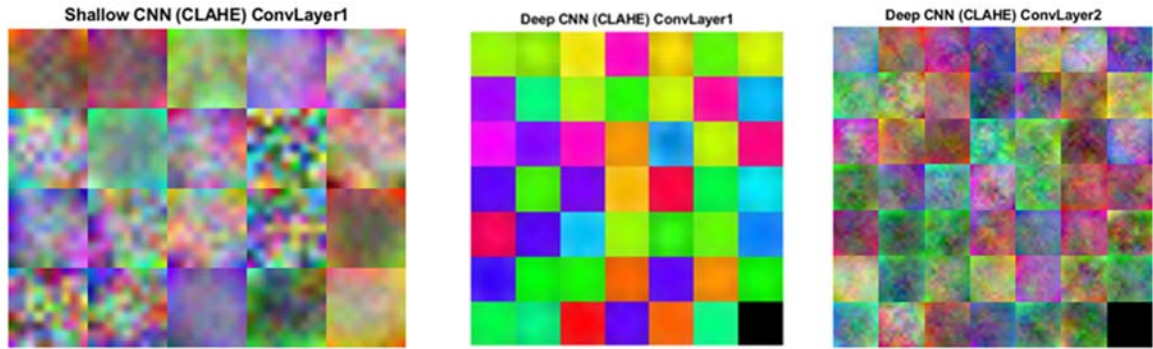 Shallow CNN (CLAHE) ConvLayer1
Deep CNN (CLAHE) ConvLayer1
Deep CNN (CLAHE) ConvLayer2